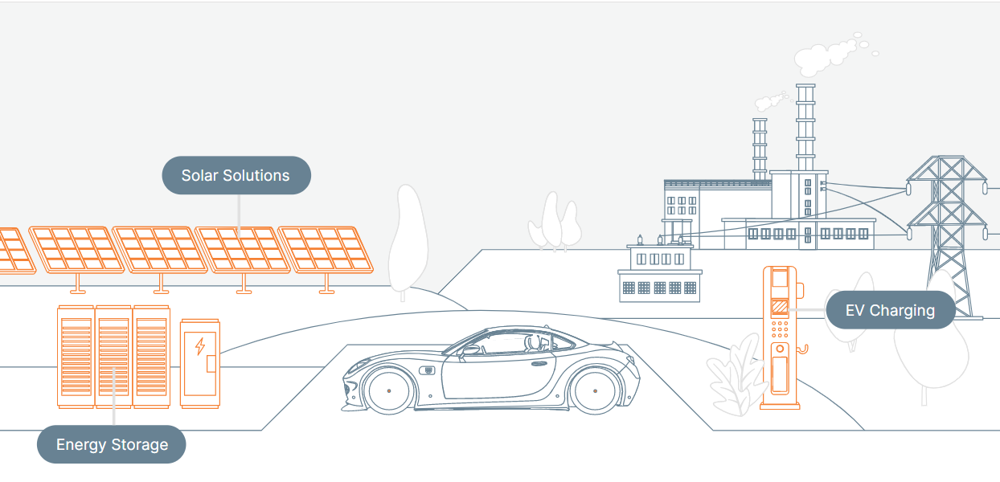 Solar Solutions
EV Charging
Energy Storage